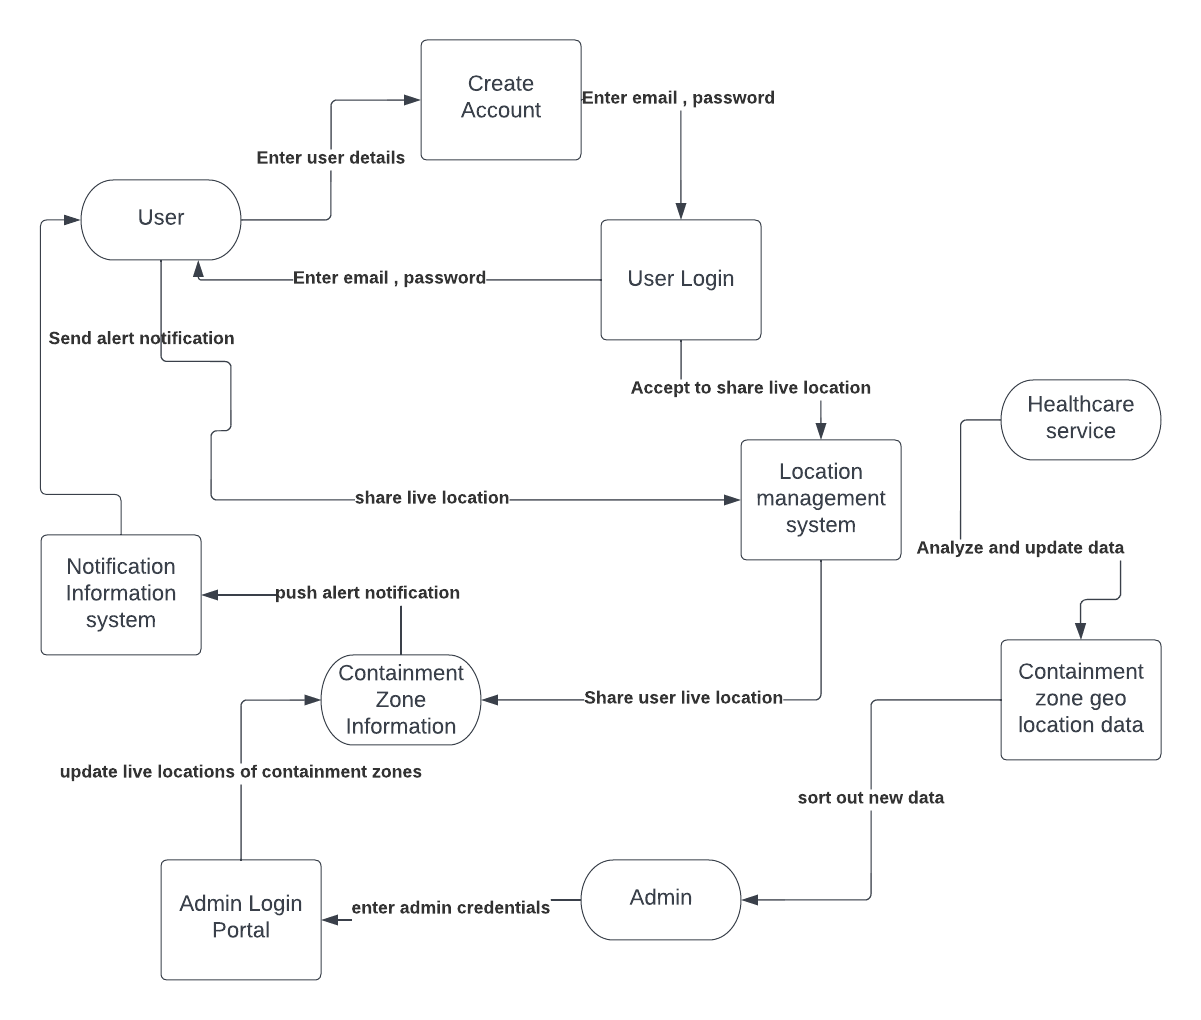 Create
Account
Enter email , password
Enter user details
User
User Login
Enter email , password
Send alert notification
Accept to share live location
Healthcare
service
Location
management
system
share live location
Analyze and update data
Notification
Information
system
push alert notification
Containment
Zone
Information
Share user live location
Containment
zone geo
location data
update live locations of containment zones
sort out new data
Admin Login
Portal
enter admin credentials
Admin